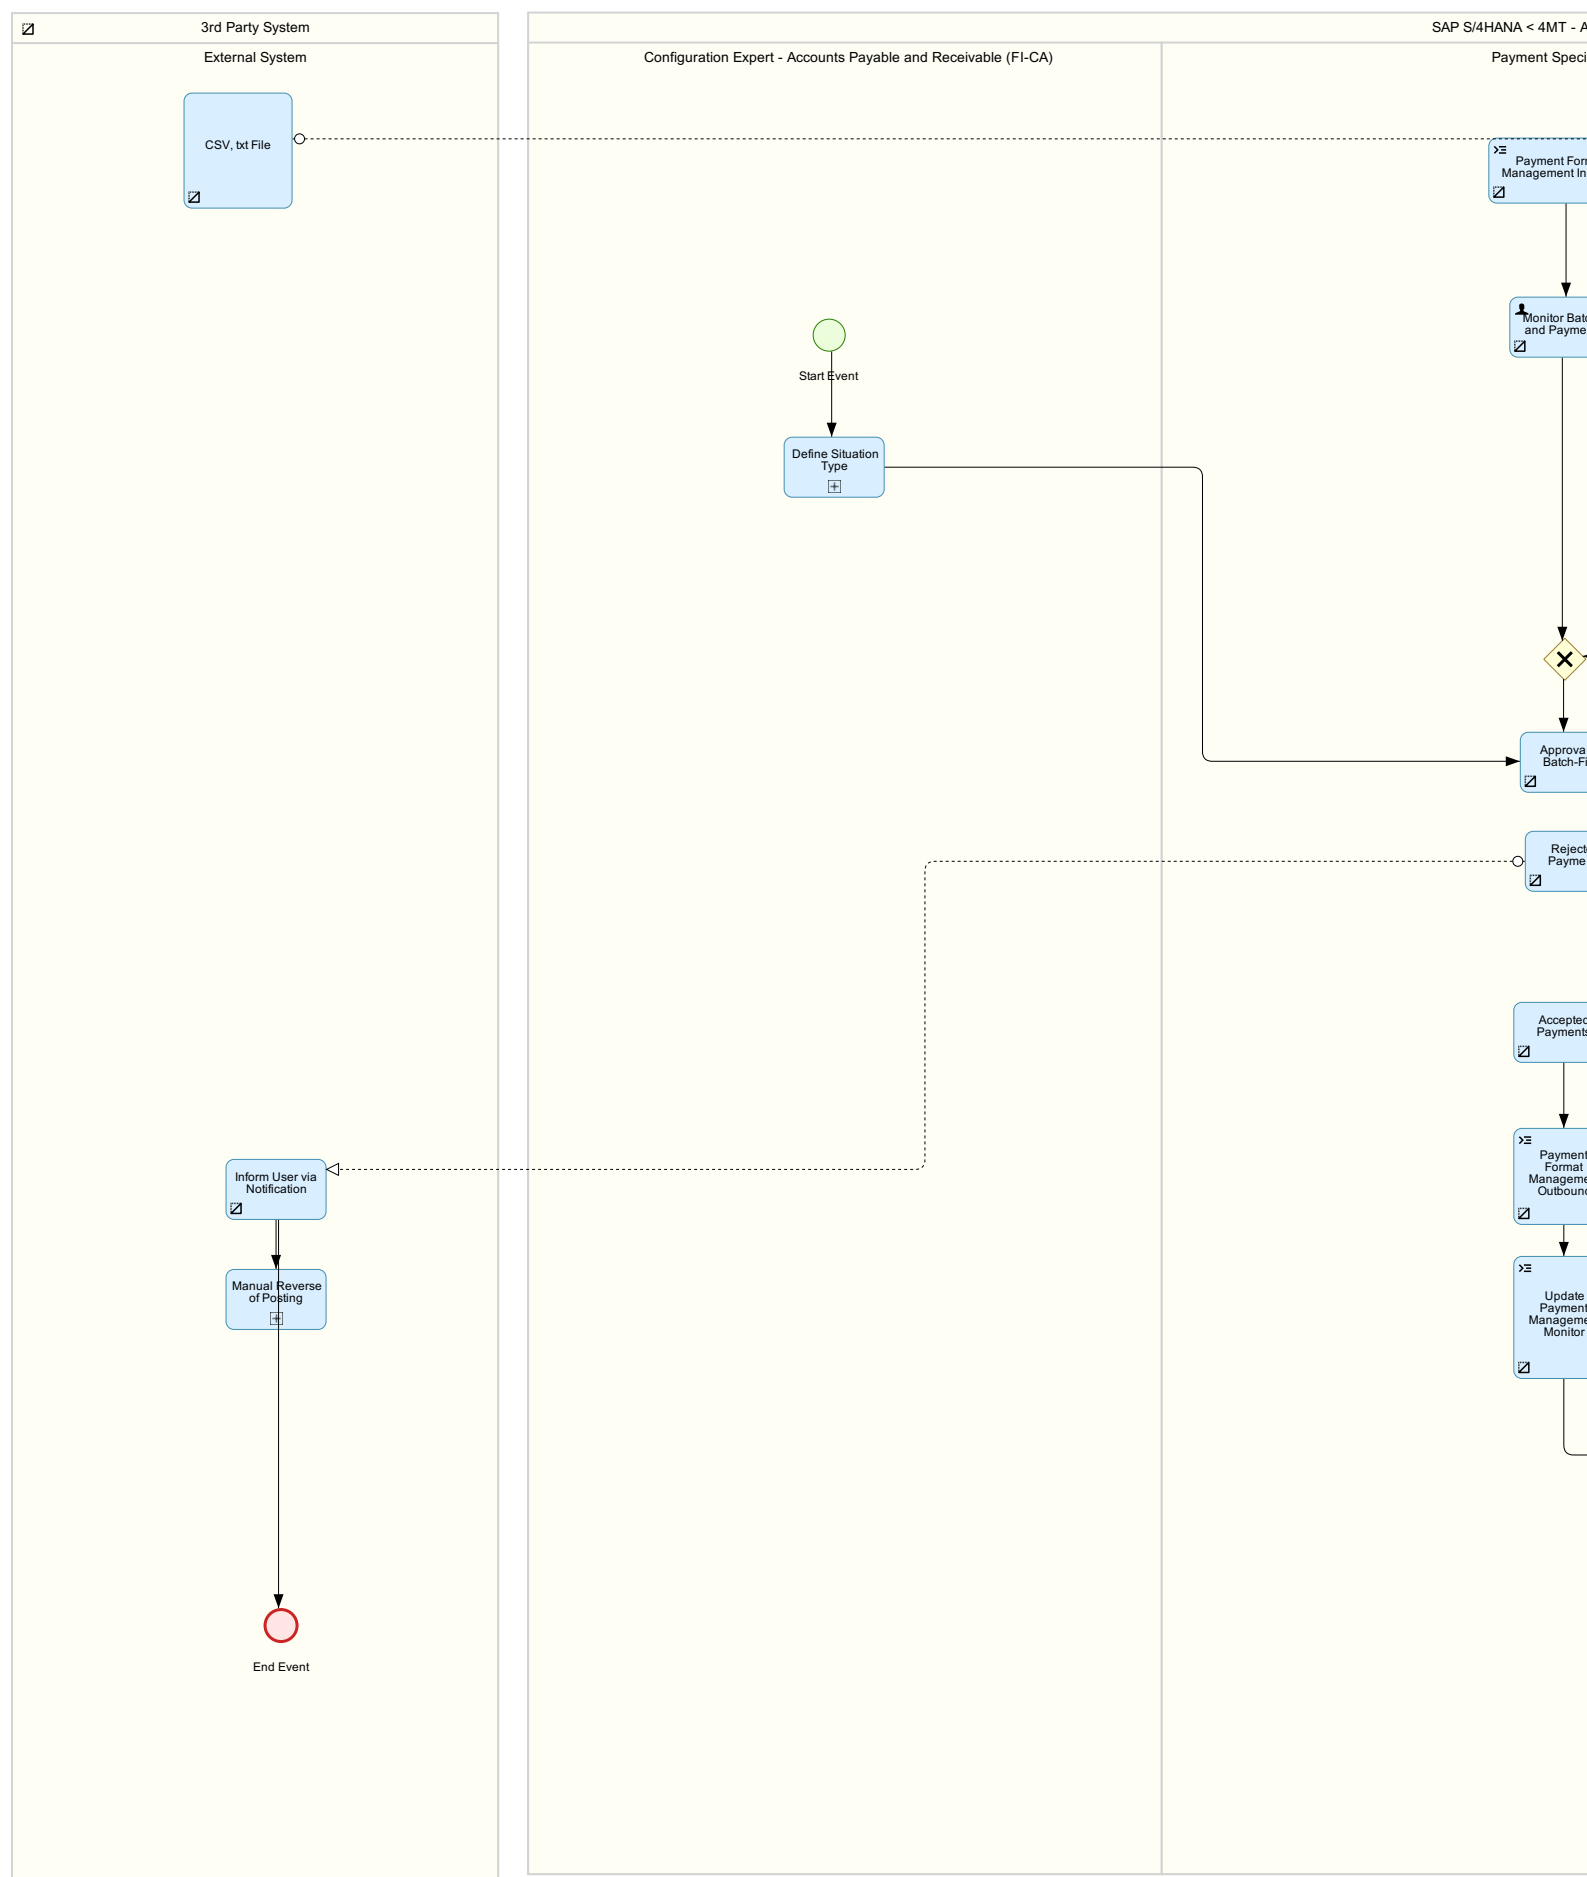 3rd Party System
External System
CSV, txt File
Inform User via
Notification
Manual Reverse
of Posting
End Event
SAP S/4HANA < 4MT - A
Configuration Expert - Accounts Payable and Receivable (FI-CA)
Start Event
Define Situation
Type
Payment Speci
Payment For
Management In
Monitor Bat
and Payme
Approva
Batch-Fi
Reject
Payme
Accepted
Payments
Payment
Format
Manageme
Outbound
Update
Payment
Manageme
Monitor